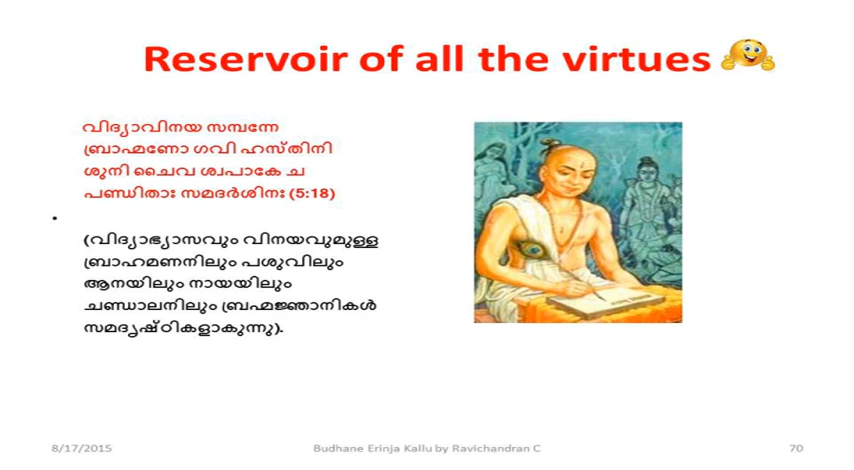 Reservoir of all the virtues
വിദ്യാവിനയ സമ്പന്നേ
ബ്രാഹ്മണോ ഗവി ഹസ്തിനി
ശുനി ചൈവ ശ്വപാകേ ച
പണ്ഡിതാഃ സമദർശിനഃ (5:18)
(വിദ്യാഭ്യാസവും വിനയവുമുള്ള
ബ്രാഹമണനിലും പശുവിലും
ആനയിലും നായയിലും
ചണ്ഡാലനിലും ബ്രഹ്മജ്ഞാനികൾ
സമദൃഷ്ഠികളാകുന്നു).
8/17/2015
Budhane Erinja Kallu by Ravichandran C
70